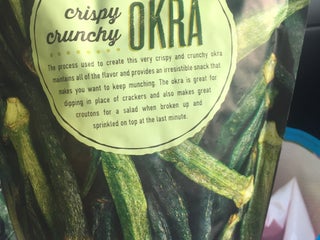 crispy
crunchy
OKRA
The process used to create this very crispy and crunchy okra
maintains all of the flavor and provides an irresistible snack that
makes you want to keep munching. The okra is great for
dipping in place of crackers and also makes great
croutons for a salad when broken up and
sprinkled on top at the last minute.